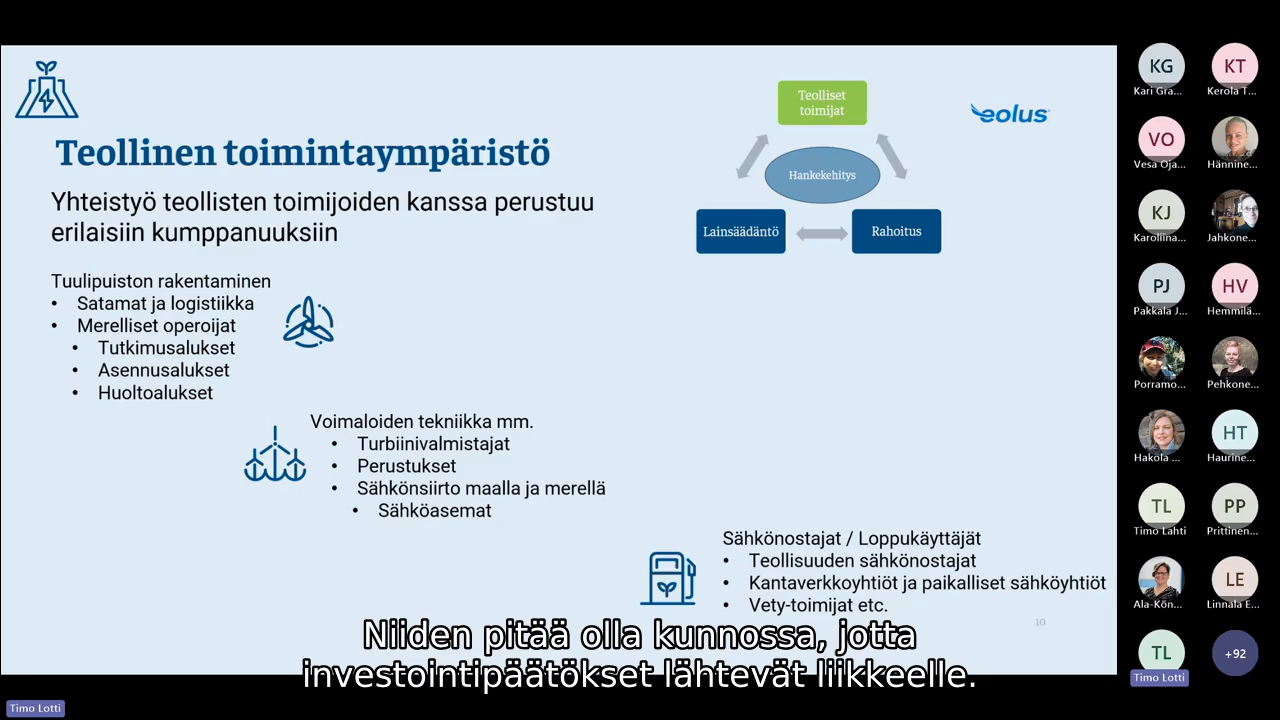 Teollinen toimintaympäristö
Yhteistyö teollisten toimijoiden kanssa perustuu
erilaisiin kumppanuuksiin
Teolliset
toimijat
Hankekehitys
Lainsäädäntö
Rahoitus
eolus
Tuulipuiston rakentaminen
• Satamat ja logistiikka
• Merelliset operoijat
• Tutkimusalukset
• Asennusalukset
• Huoltoalukset
Voimaloiden tekniikka mm.
• Turbiinivalmistajat
• Perustukset
• Sähkönsiirto maalla ja merellä
• Sähköasemat
Sähkönostajat / Loppukäyttäjät
• Teollisuuden sähkönostajat
• Kantaverkkoyhtiöt ja paikalliset sähköyhtiöt
• Vety-toimijat etc.
10
Niiden pitää olla kunnossa, jotta
investointipäätökset lähtevät liikkeelle.
Timo Lotti
KG
Kari Gra...
KT
Kerola T...
VO
Vesa Oja...
Hännine...
KJ
Karoliina...
Jahkone...
PJ
Pakkala J...
HV
Hemmilä...
Porramo...
Pehkone...
Hakola ...
HT
Haurine...
TL
Timo Lahti
PP
Prittinen...
Ala-Kön...
LE
Linnala E...
TL
Timo Lotti
+92